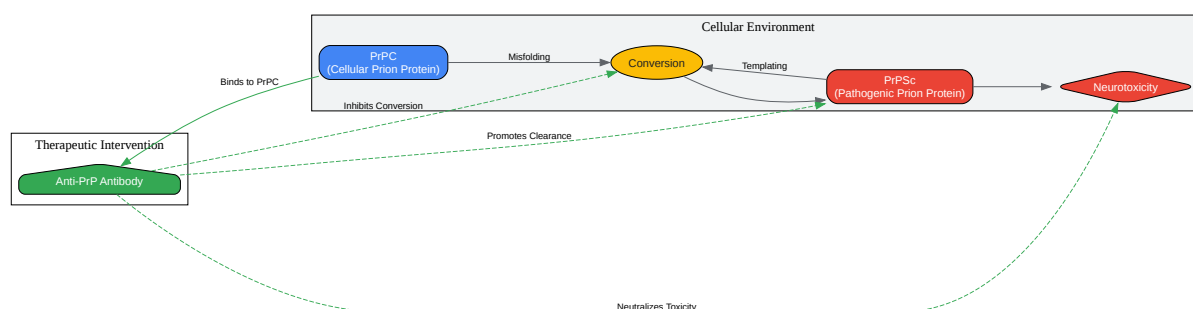 Cellular Environment
PrPC
(Cellular Prion Protein)
Misfolding
Conversion
Templating
PrPSc
(Pathogenic Prion Protein)
Neurotoxicity
Binds to PrPC
Inhibits Conversion
Promotes Clearance
Therapeutic Intervention
Anti-PrP Antibody
Neutralizes Toxicity